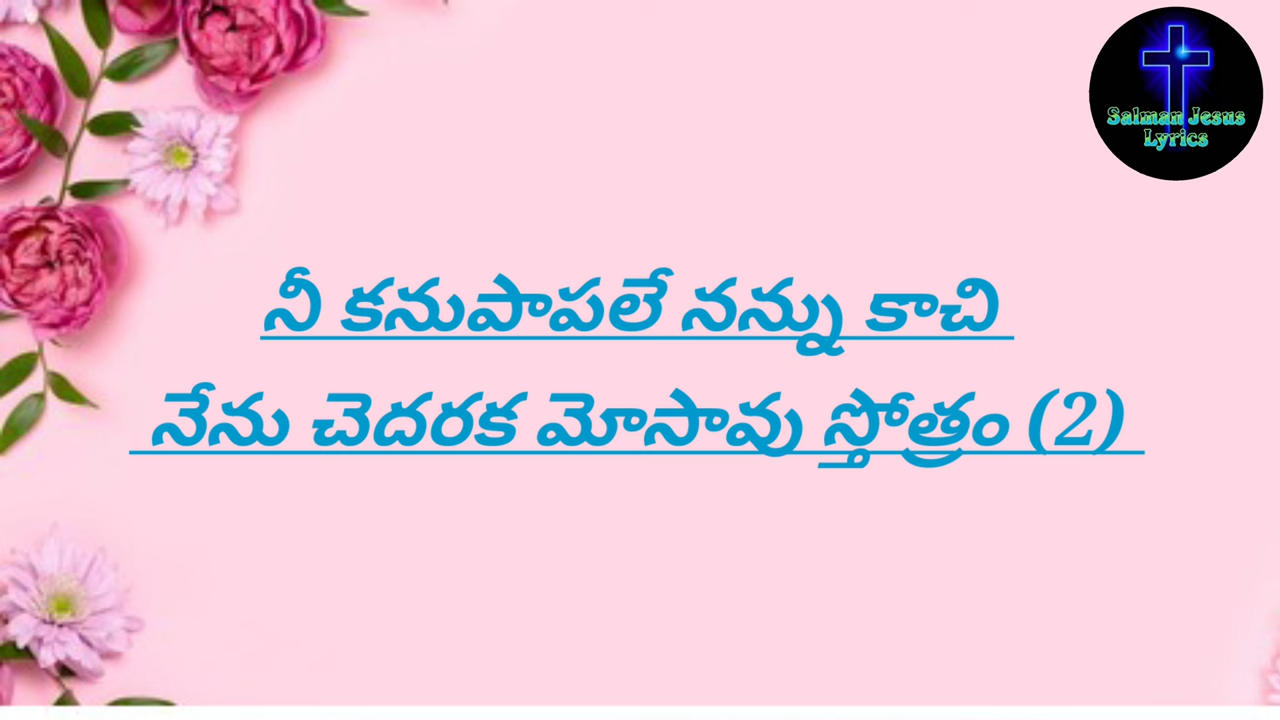 Salman Jesus
Lyrics
నీ కనుపాపలే నన్ను కాచి
నేను చెదరక మోసావు స్తోత్రం (2)